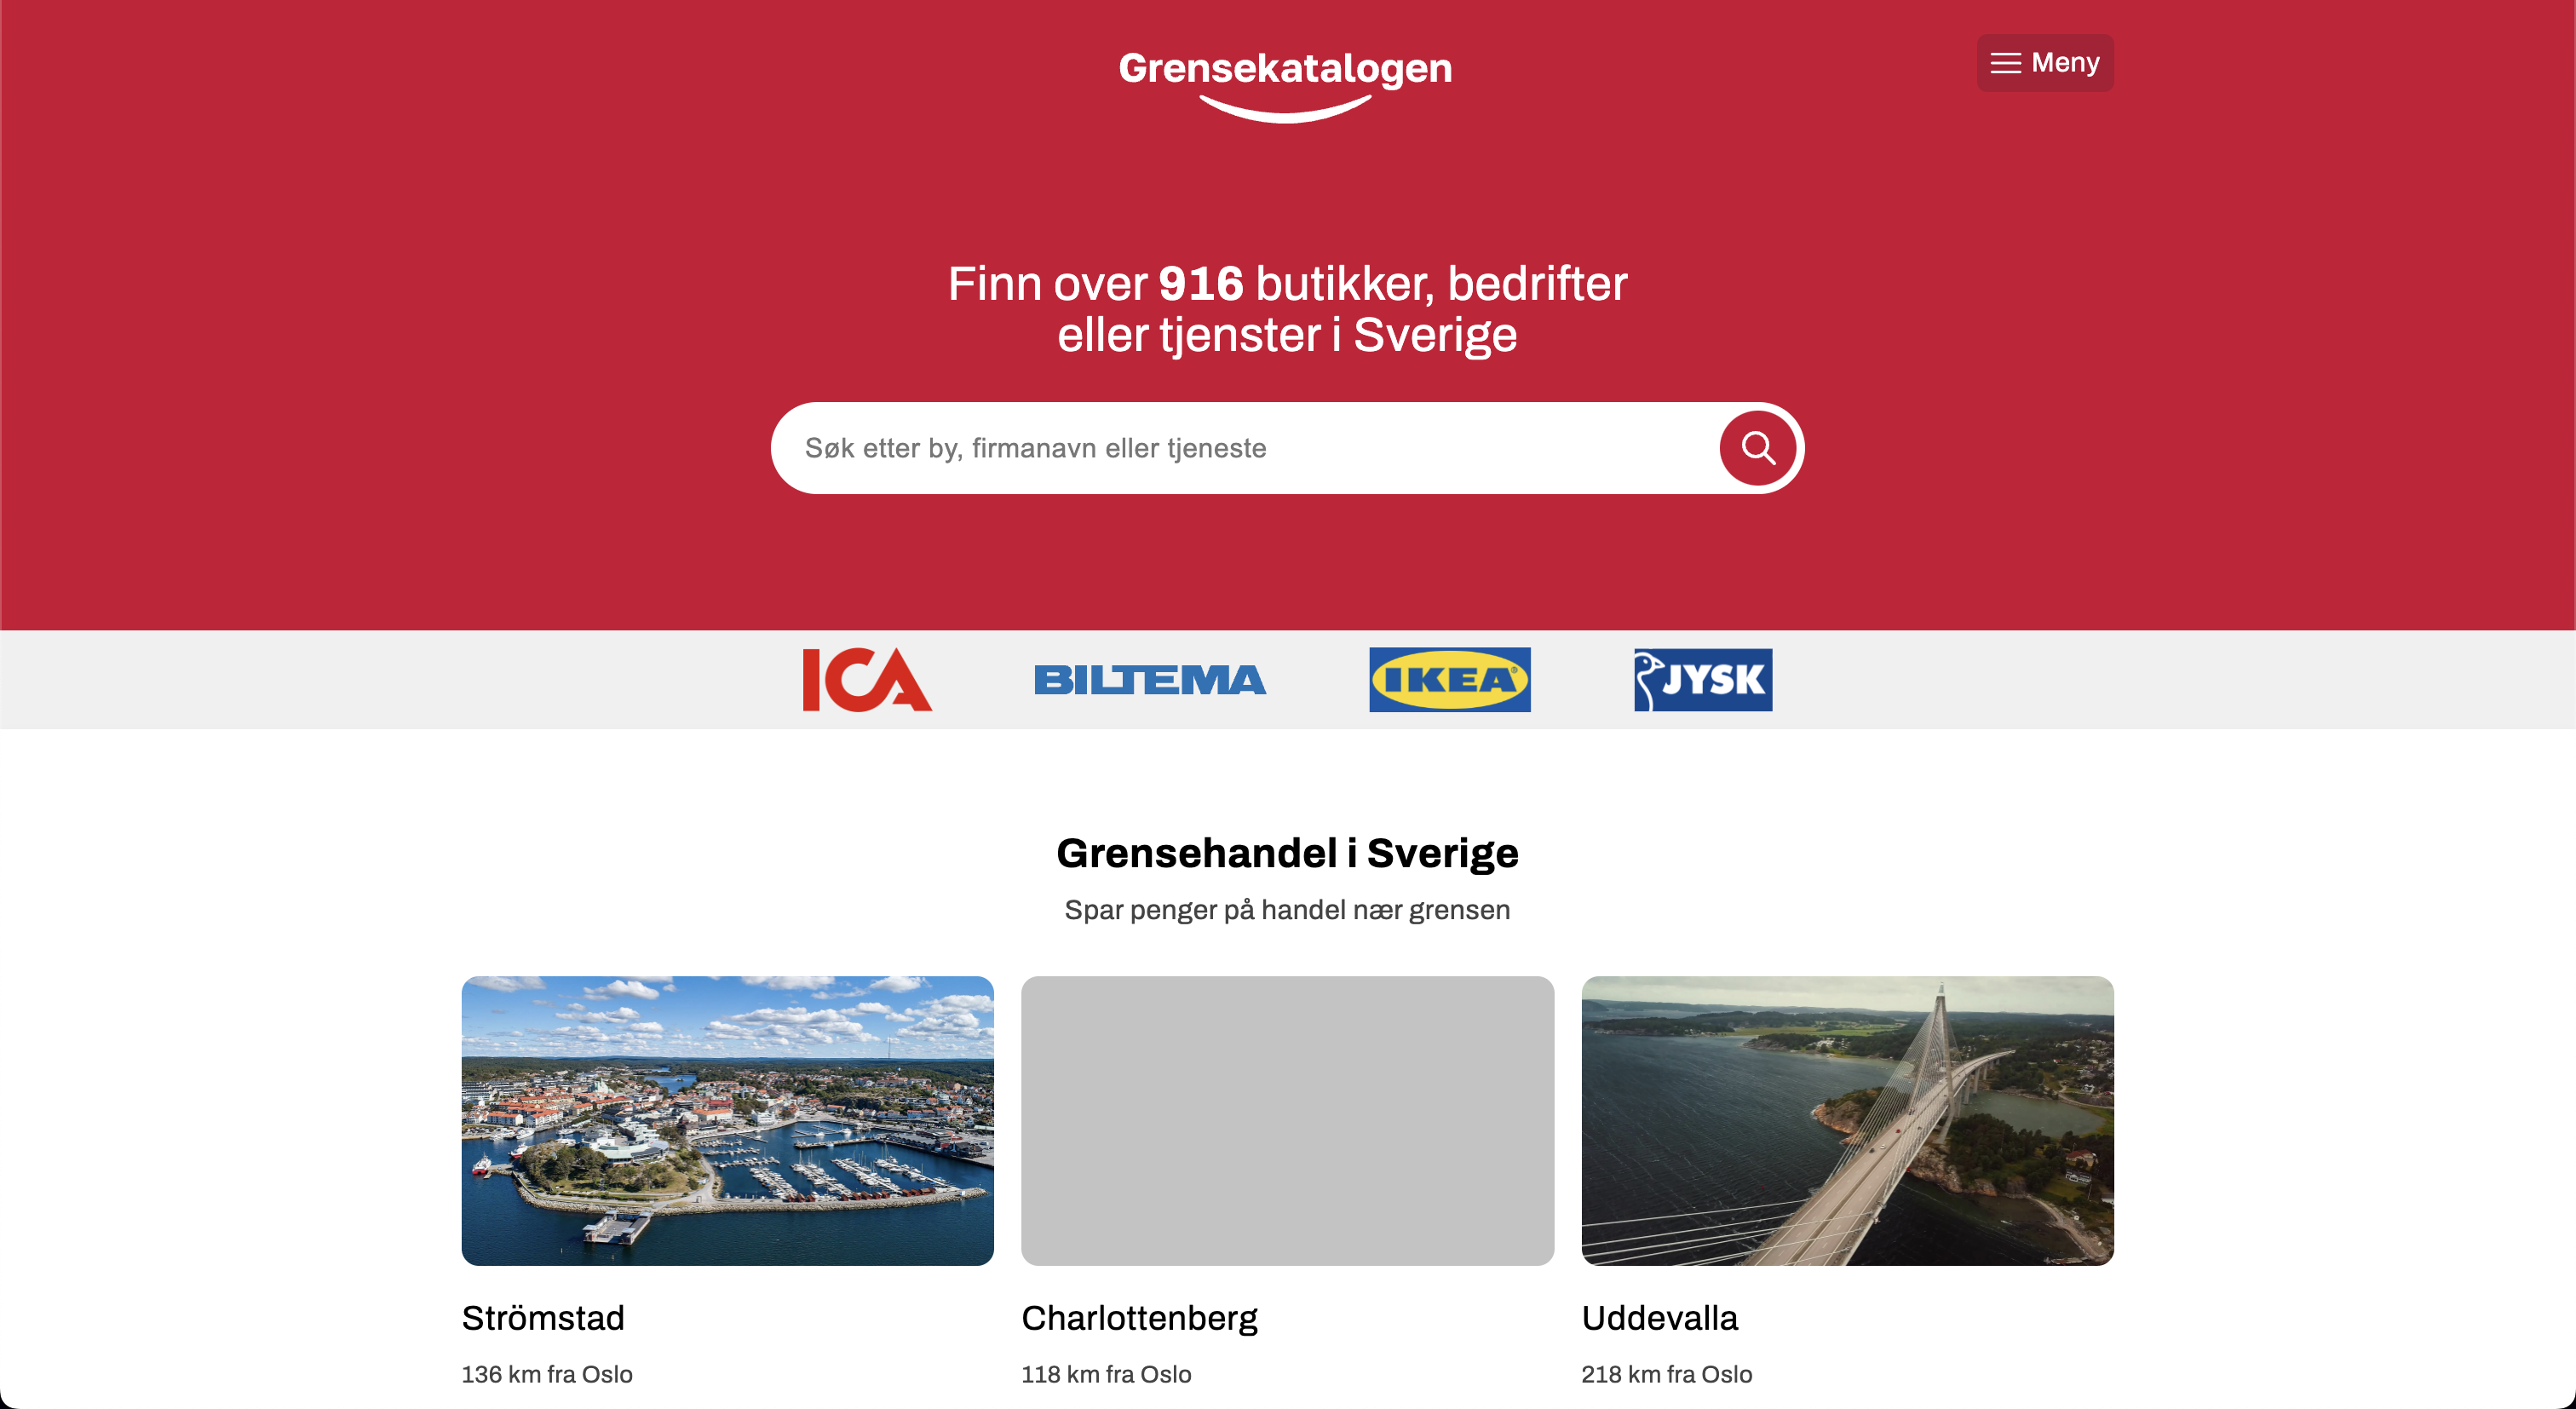 Grensekatalogen
Meny
Finn over 916 butikker, bedrifter
eller tjenster i Sverige
Søk etter by, firmanavn eller tjeneste
ICA
BILTEMA
IKEA®
JYSK
Grensehandel i Sverige
Spar penger på handel nær grensen
Strömstad
136 km fra Oslo
Charlottenberg
118 km fra Oslo
Uddevalla
218 km fra Oslo